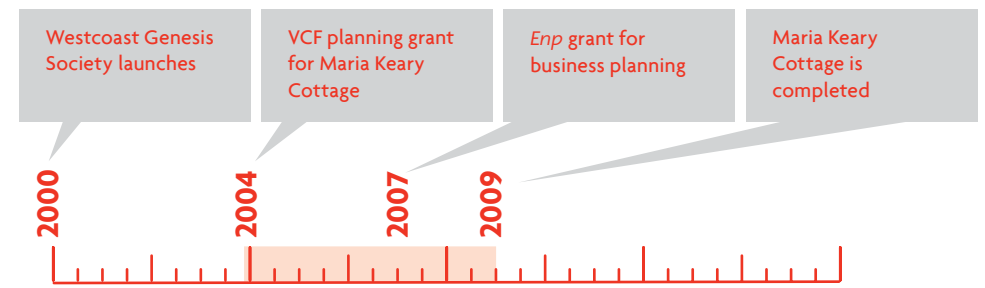 Westcoast Genesis
Society launches
VCF planning grant
for Maria Keary
Cottage
Enp grant for
business planning
Maria Keary
Cottage is
completed
2000
2004
2007
2009